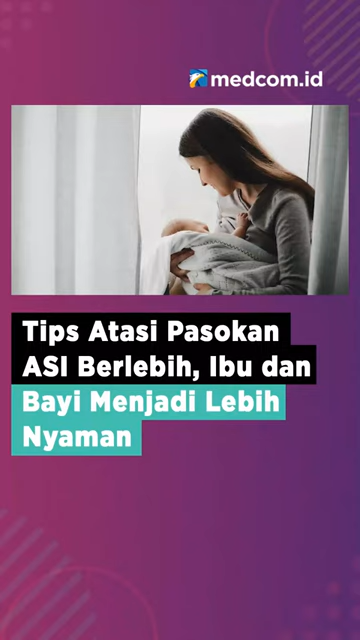 medcom.id
Tips Atasi Pasokan
ASI Berlebih, Ibu dan
Bayi Menjadi Lebih
Nyaman